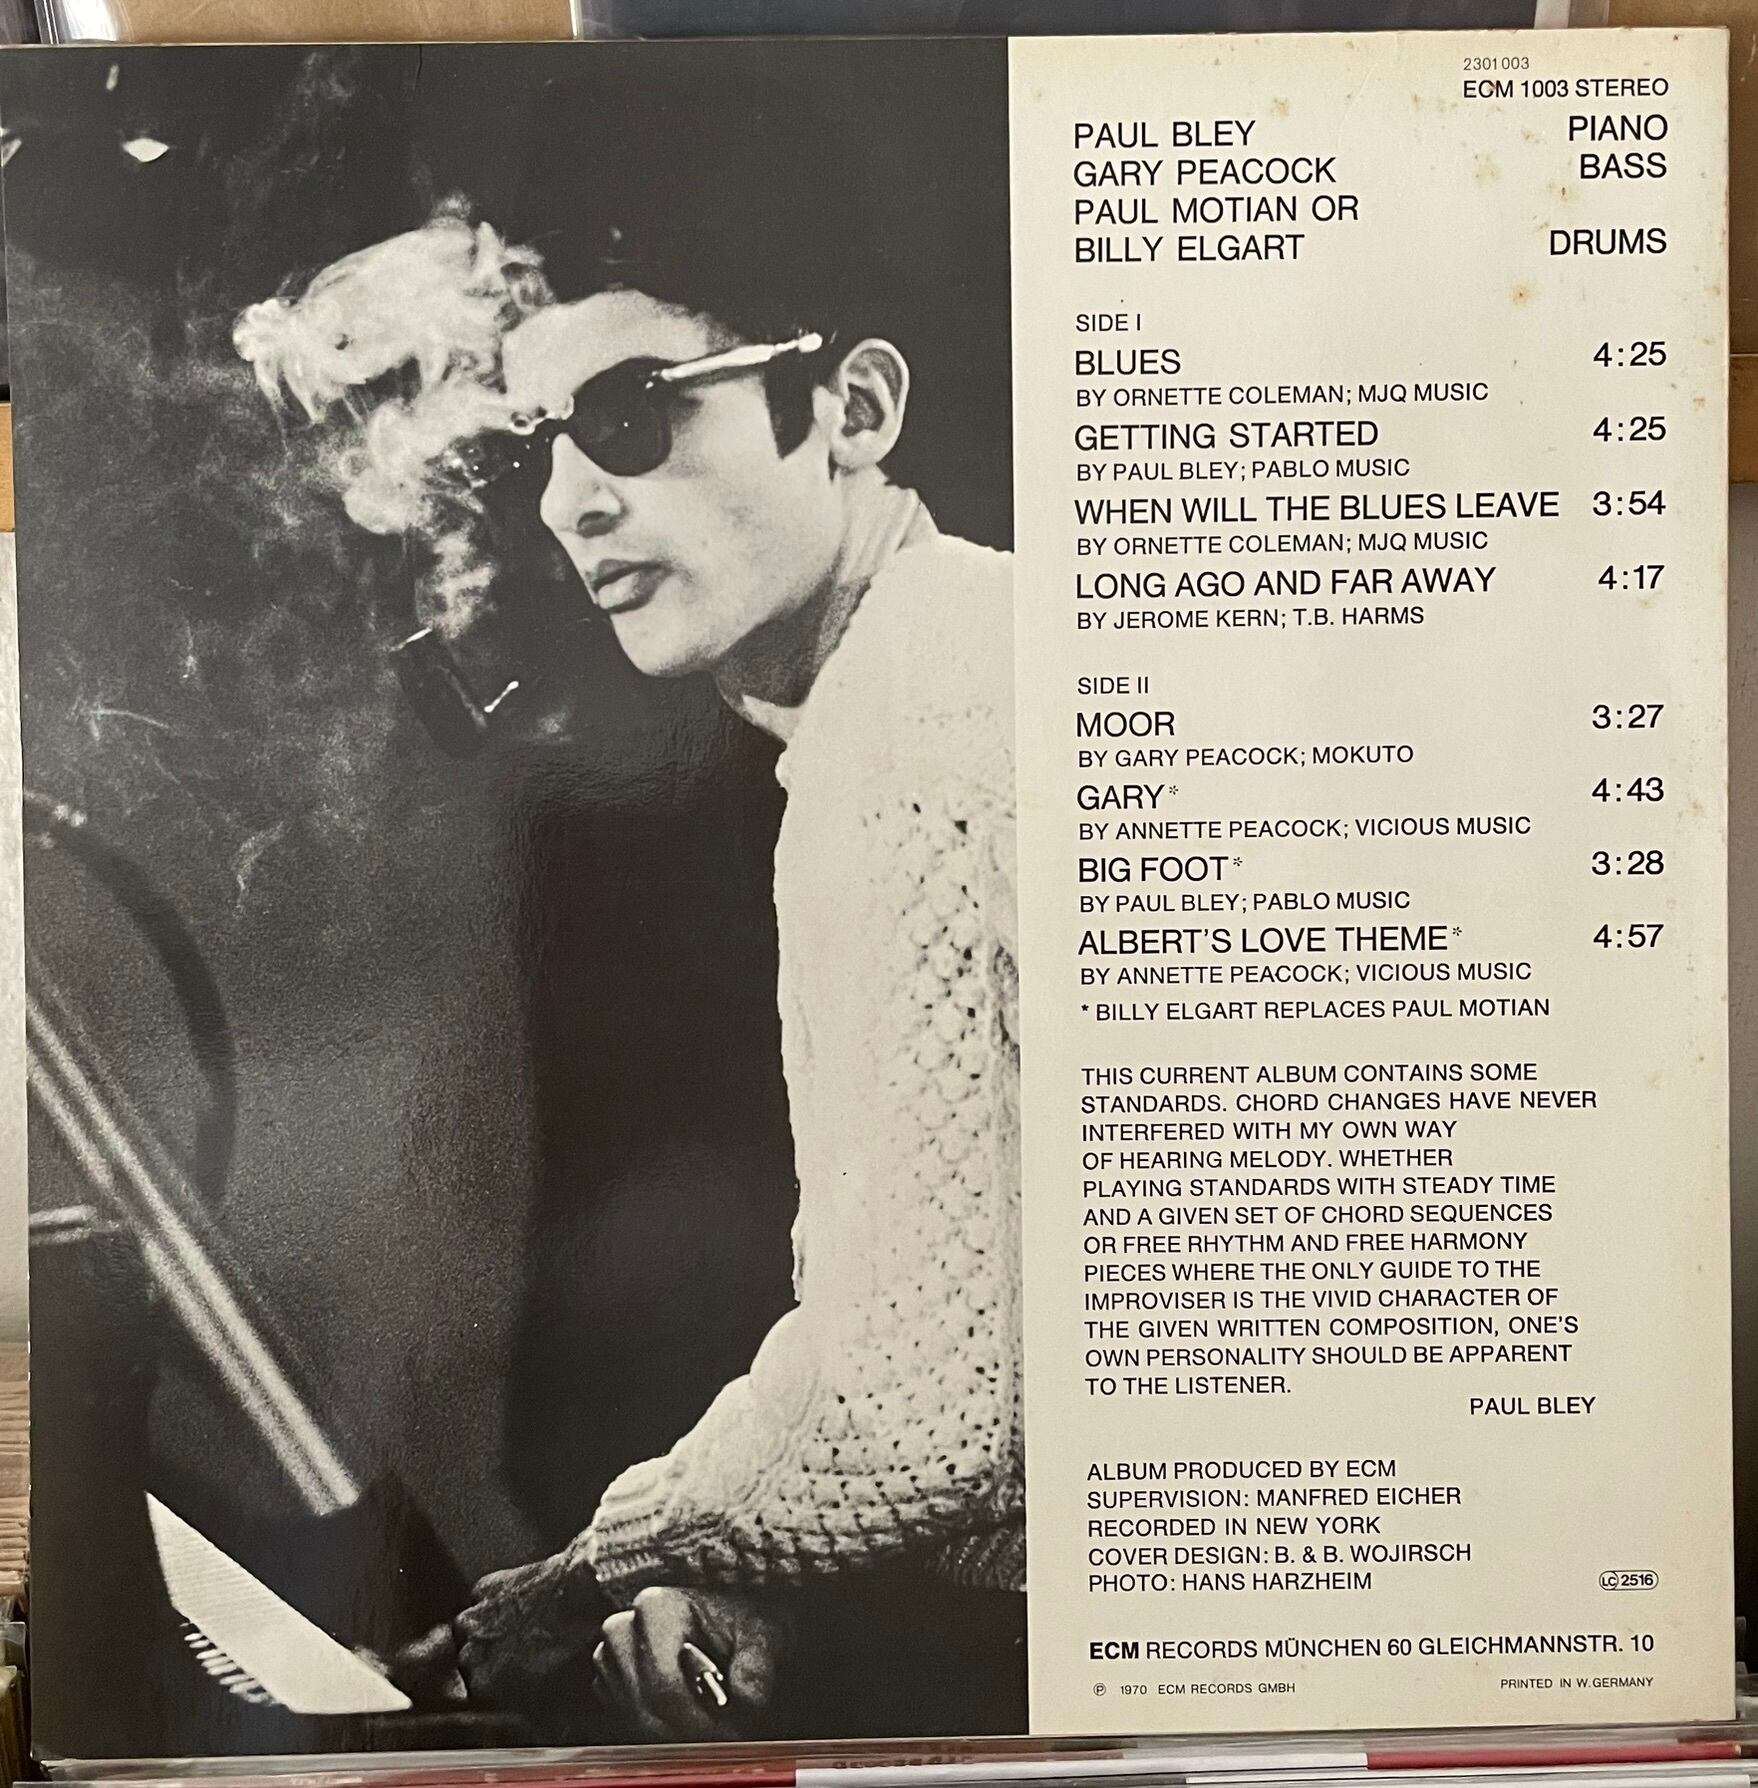 2301003
ECM 1003 STEREO
PAUL BLEY PIANO
GARY PEACOCK BASS
PAUL MOTIAN OR
BILLY ELGART DRUMS
SIDE I
BLUES 4:25
BY ORNETTE COLEMAN; MJQ MUSIC
GETTING STARTED 4:25
BY PAUL BLEY; PABLO MUSIC
WHEN WILL THE BLUES LEAVE 3:54
BY ORNETTE COLEMAN; MJQ MUSIC
LONG AGO AND FAR AWAY 4:17
BY JEROME KERN; T.B. HARMS
SIDE II
MOOR 3:27
BY GARY PEACOCK; MOKUTO
GARY* 4:43
BY ANNETTE PEACOCK; VICIOUS MUSIC
BIG FOOT* 3:28
BY PAUL BLEY; PABLO MUSIC
ALBERT'S LOVE THEME* 4:57
BY ANNETTE PEACOCK; VICIOUS MUSIC
* BILLY ELGART REPLACES PAUL MOTIAN
THIS CURRENT ALBUM CONTAINS SOME
STANDARDS. CHORD CHANGES HAVE NEVER
INTERFERED WITH MY OWN WAY
OF HEARING MELODY. WHETHER
PLAYING STANDARDS WITH STEADY TIME
AND A GIVEN SET OF CHORD SEQUENCES
OR FREE RHYTHM AND FREE HARMONY
PIECES WHERE THE ONLY GUIDE TO THE
IMPROVISER IS THE VIVID CHARACTER OF
THE GIVEN WRITTEN COMPOSITION, ONE'S
OWN PERSONALITY SHOULD BE APPARENT
TO THE LISTENER.
PAUL BLEY
ALBUM PRODUCED BY ECM
SUPERVISION: MANFRED EICHER
RECORDED IN NEW YORK
COVER DESIGN: B. & B. WOJIRSCH
PHOTO: HANS HARZHEIM
LC 2516
ECM RECORDS MÜNCHEN 60 GLEICHMANNSTR. 10
℗ 1970 ECM RECORDS GMBH PRINTED IN W.GERMANY